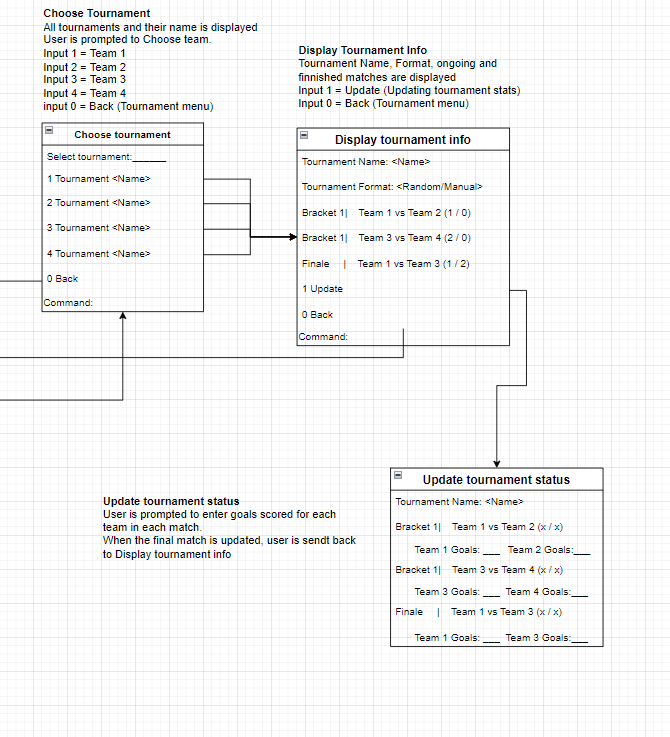 Choose Tournament
All tournaments and their name is displayed
User is prompted to Choose team.
Input 1 = Team 1
Input 2 = Team 2
Input 3 = Team 3
Input 4 = Team 4
input 0 = Back (Tournament menu)
Display Tournament Info
Tournament Name, Format, ongoing and
finnished matches are displayed
Input 1 = Update (Updating tournament stats)
Input 0 = Back (Tournament menu)
Choose tournament
Select tournament:______
1 Tournament <Name>
2 Tournament <Name>
3 Tournament <Name>
4 Tournament <Name>
0 Back
Command:
Display tournament info
Tournament Name: <Name>
Tournament Format: <Random/Manual>
Bracket 1| Team 1 vs Team 2 (1 / 0)
Bracket 1| Team 3 vs Team 4 (2 / 0)
Finale | Team 1 vs Team 3 (1 / 2)
1 Update
0 Back
Command:
Update tournament status
User is prompted to enter goals scored for each
team in each match.
When the final match is updated, user is sendt back
to Display tournament info
Update tournament status
Tournament Name: <Name>
Bracket 1| Team 1 vs Team 2 (x / x)
Team 1 Goals: ___ Team 2 Goals:___
Bracket 1| Team 3 vs Team 4 (x / x)
Team 3 Goals: ___ Team 4 Goals:___
Finale | Team 1 vs Team 3 (x / x)
Team 1 Goals: ___ Team 3 Goals:___